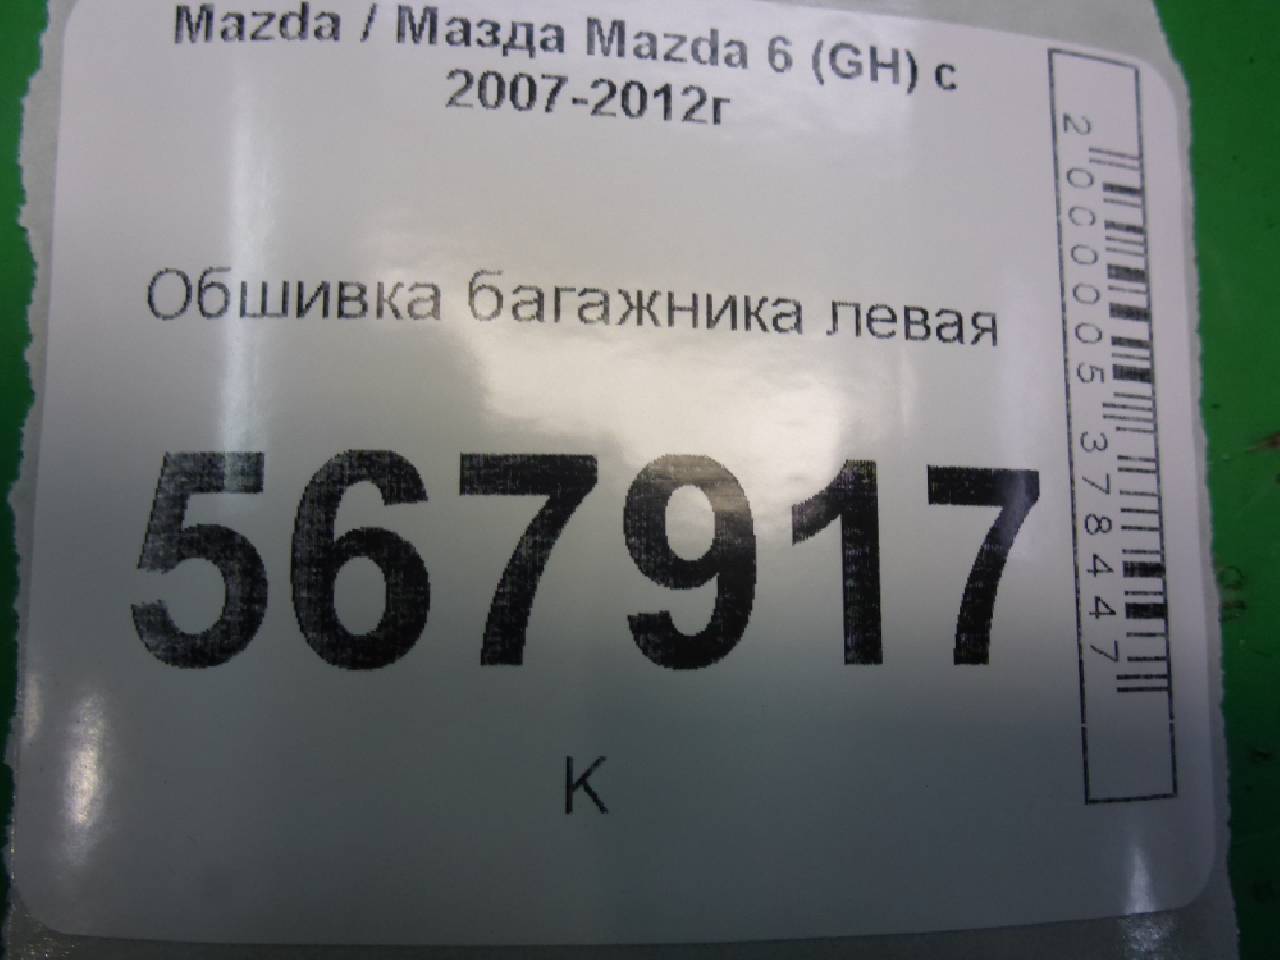 Mazda / Мазда Mazda 6 (GH) с
2007-2012г
Обшивка багажника левая
567917
К
2000005378447